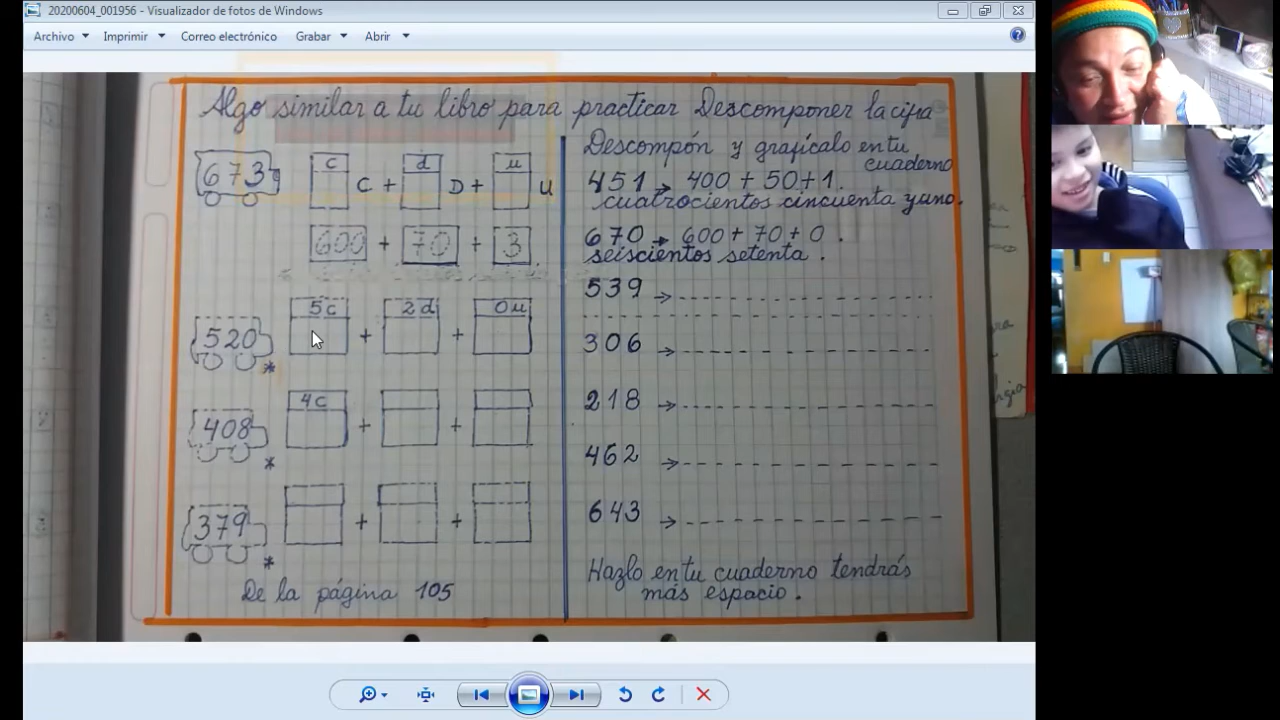 20200604_001956 - Visualizador de fotos de Windows
Archivo Imprimir Correo electrónico Grabar Abrir
Algo similar a tu libro para practicar Descomponer la cifra
673
c d u
C + D + U
600 + 70 + 3
520 *
5c 2d 0u
+ +
408 *
4c
+ +
379 *
+ +
De la página 105
Descompón y grafícalo en tu
cuaderno
451 → 400 + 50 + 1.
cuatrocientos cincuenta y uno.
670 → 600 + 70 + 0.
seiscientos setenta.
539 →
306 →
218 →
462 →
643 →
Hazlo en tu cuaderno tendrás
más espacio.